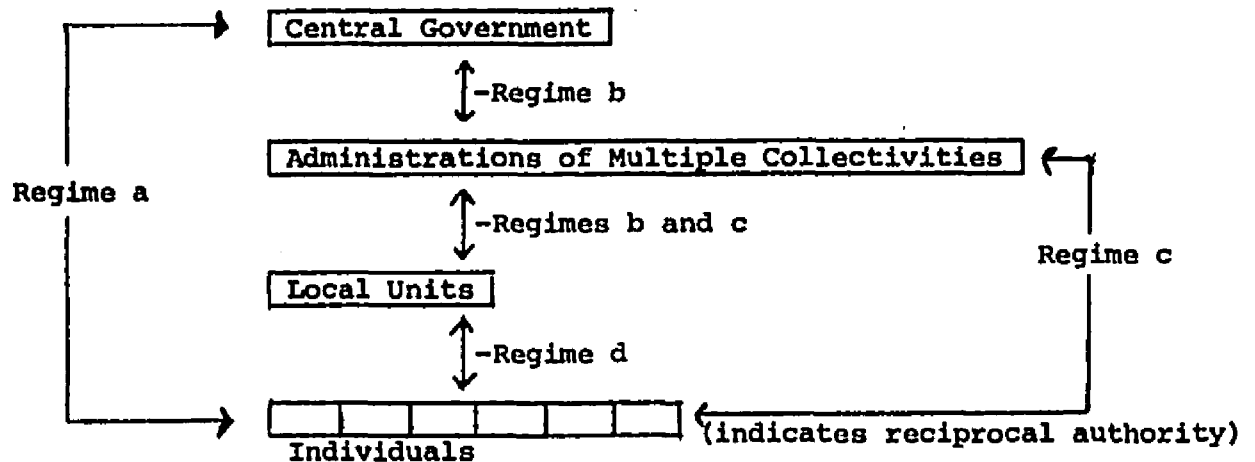 Central Government
-Regime b
Administrations of Multiple Collectivities
Regime a
-Regimes b and c
Regime c
Local Units
-Regime d
(indicates reciprocal authority)
Individuals